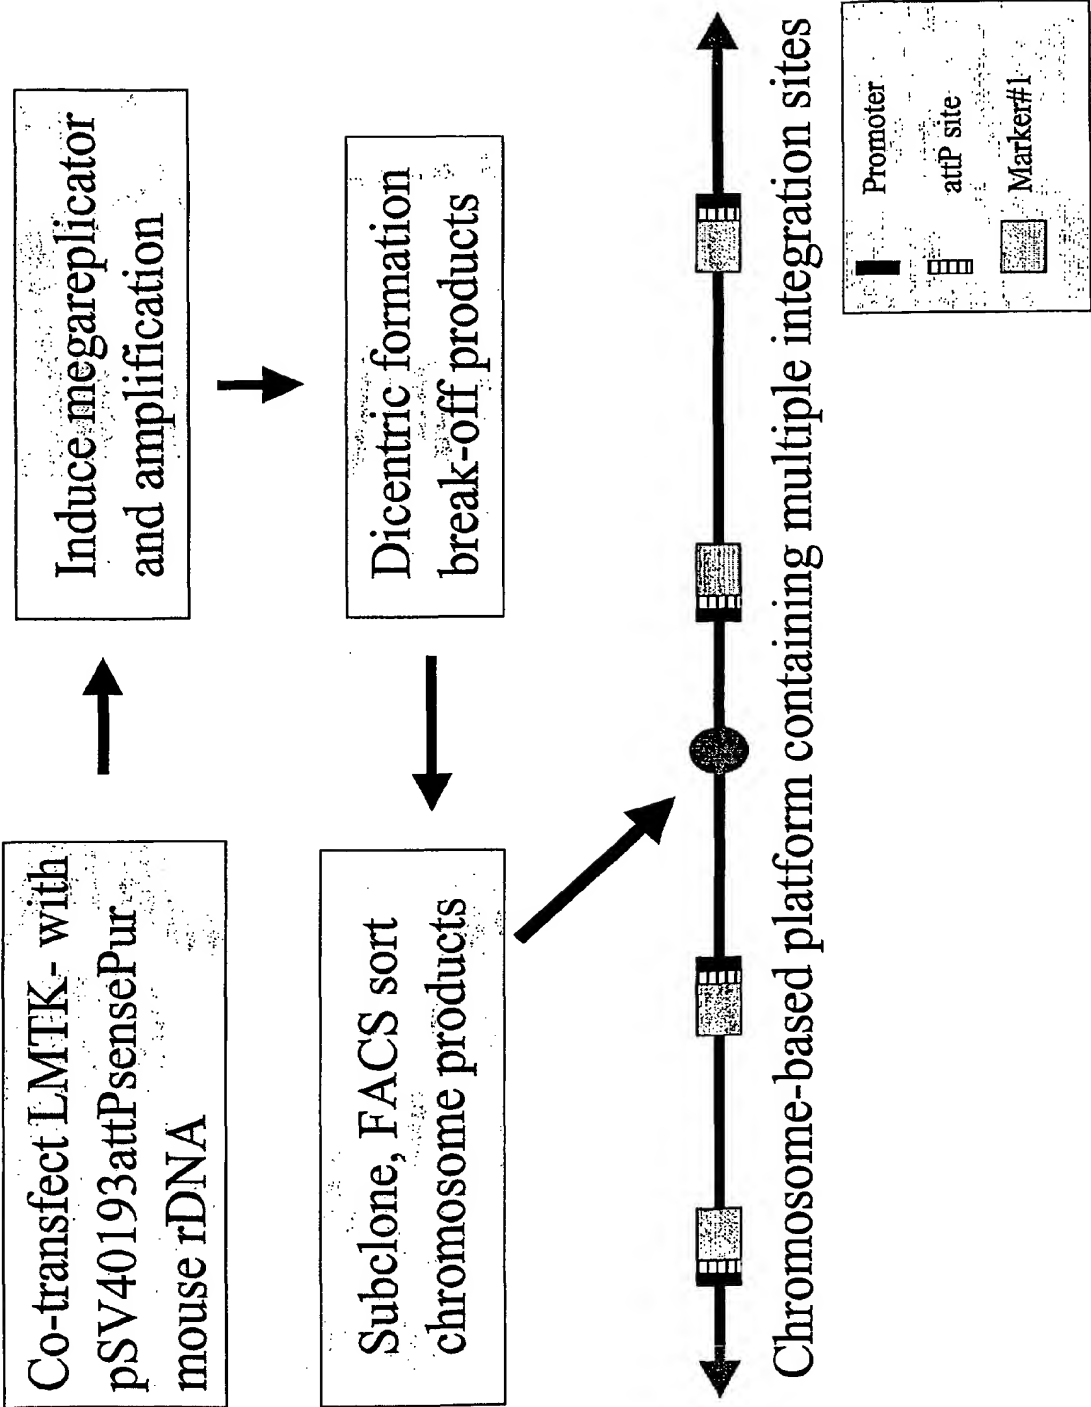 Co-transfect LMTK- with
pSV40193attPsensePur
mouse rDNA
Induce megareplicator
and amplification
Dicentric formation
break-off products
Subclone, FACS sort
chromosome products
Chromosome-based platform containing multiple integration sites
Promoter
attP site
Marker#1